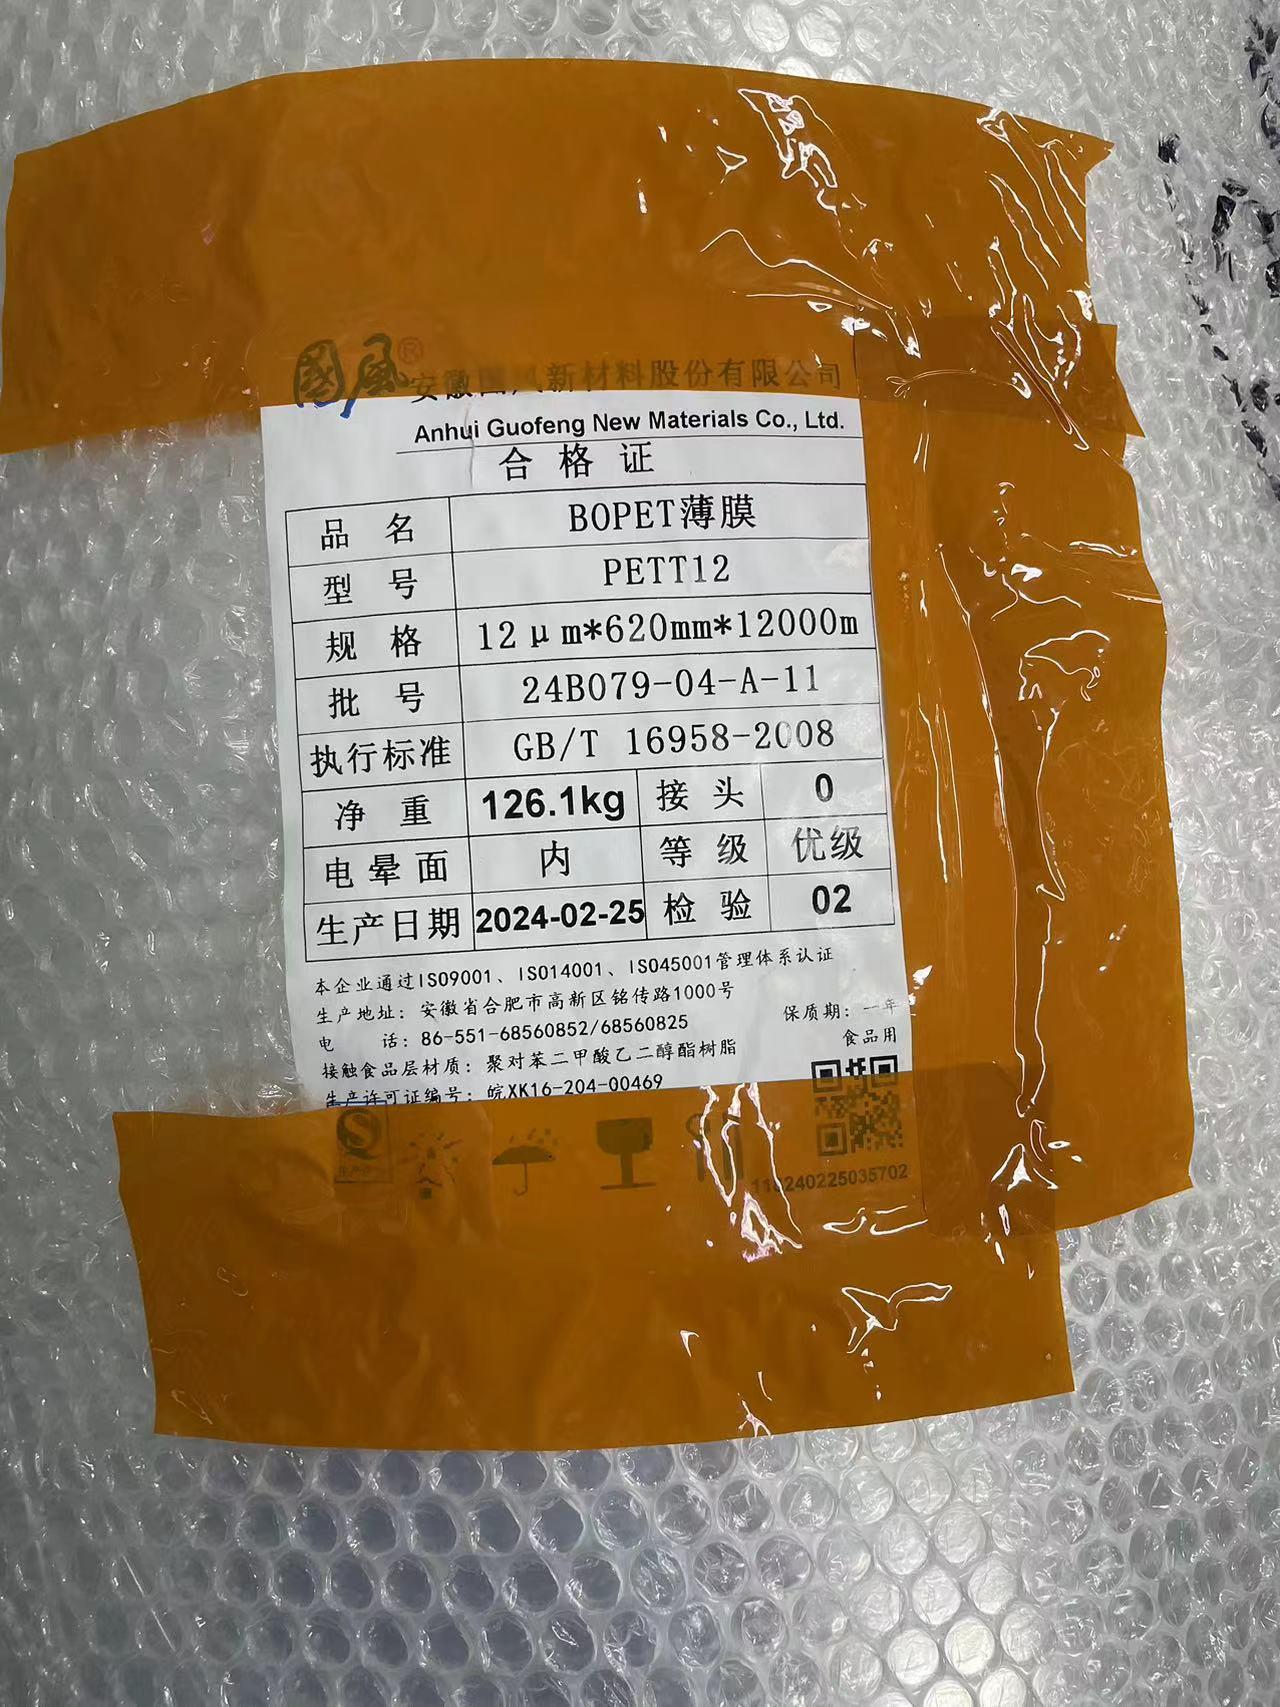 國風®
安徽国风新材料股份有限公司
Anhui Guofeng New Materials Co., Ltd.
合格证
品名 BOPET薄膜
型号 PETT12
规格 12μm*620mm*12000m
批号 24B079-04-A-11
执行标准 GB/T 16958-2008
净重 126.1kg 接头 0
电晕面 内 等级 优级
生产日期 2024-02-25 检验 02
本企业通过ISO9001、ISO14001、ISO45001管理体系认证
生产地址：安徽省合肥市高新区铭传路1000号
保质期：一年
电话：86-551-68560852/68560825
食品用
接触食品层材质：聚对苯二甲酸乙二醇酯树脂
生产许可证编号：皖XK16-204-00469
110240225035702